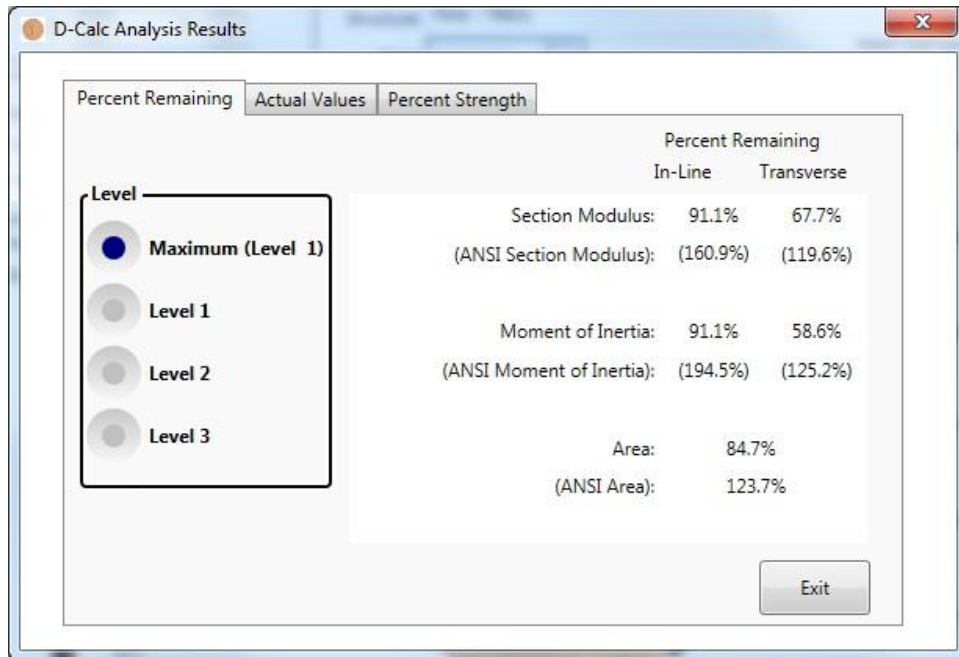 D-Calc Analysis Results
Percent Remaining Actual Values Percent Strength
Percent Remaining
In-Line Transverse
Level
Maximum (Level 1)
Level 1
Level 2
Level 3
Section Modulus: 91.1% 67.7%
(ANSI Section Modulus): (160.9%) (119.6%)
Moment of Inertia: 91.1% 58.6%
(ANSI Moment of Inertia): (194.5%) (125.2%)
Area: 84.7%
(ANSI Area): 123.7%
Exit